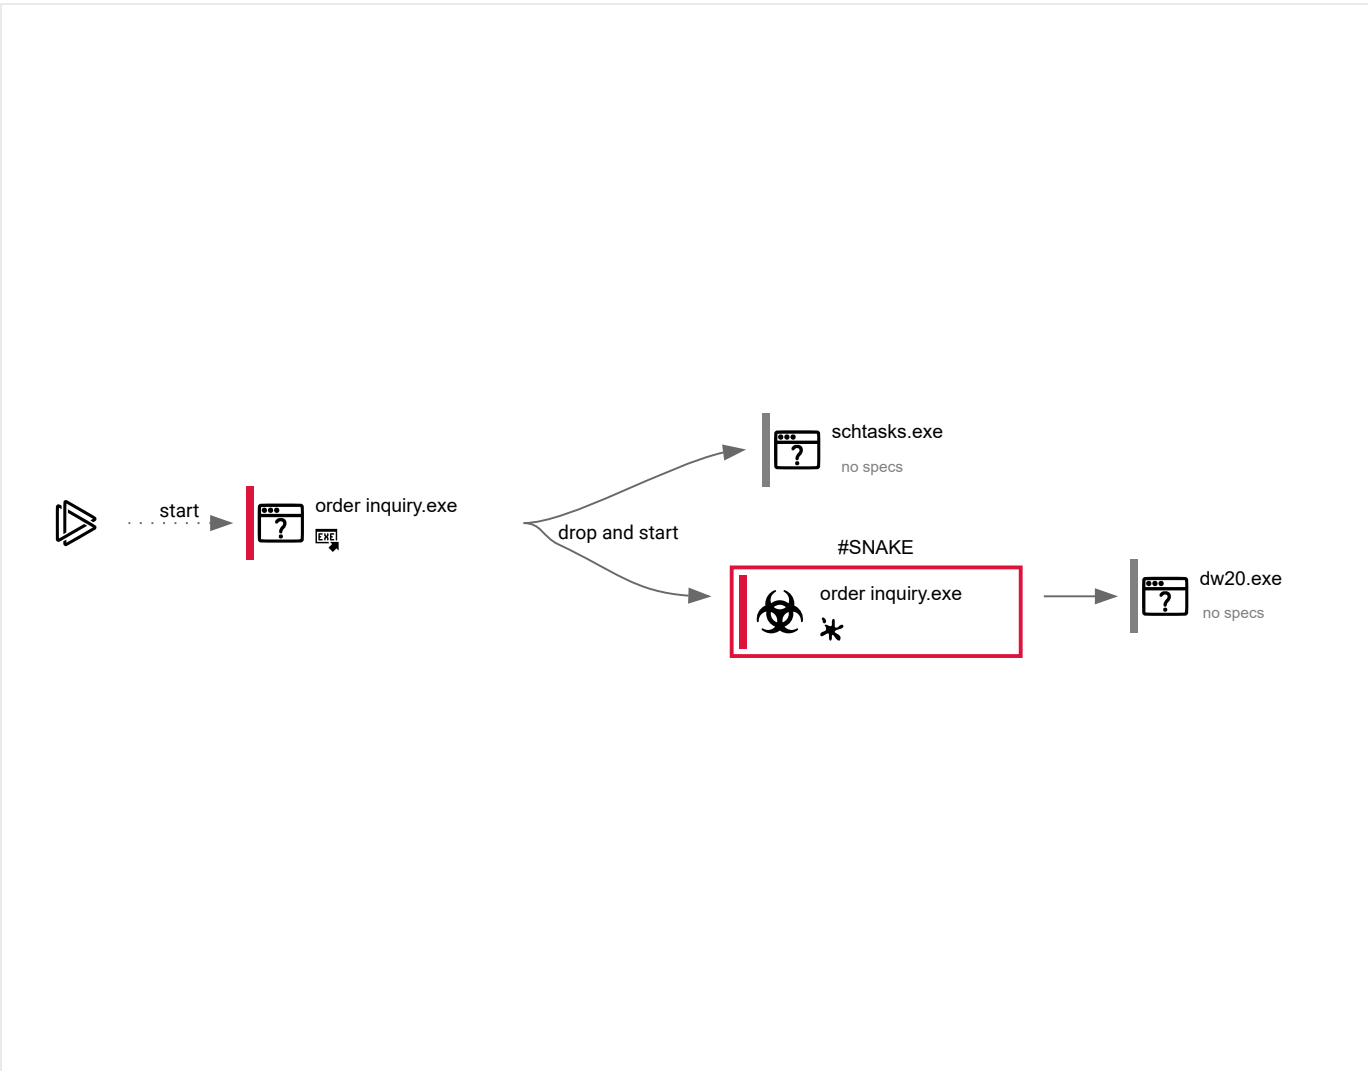 start
order inquiry.exe
EXE
drop and start
schtasks.exe
no specs
#SNAKE
order inquiry.exe
dw20.exe
no specs